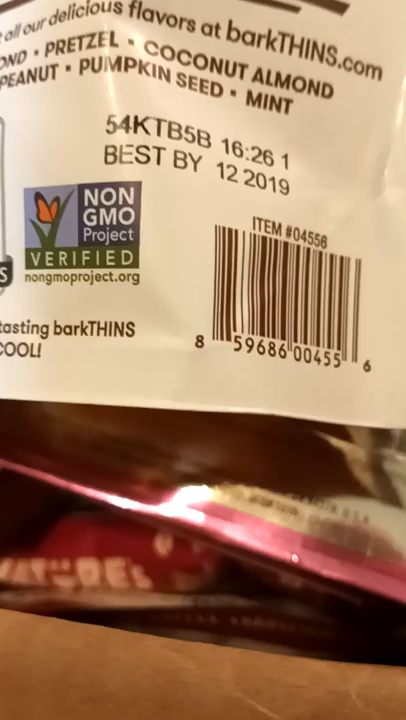 all our delicious flavors at barkTHINS.com
OND • PRETZEL • COCONUT ALMOND
PEANUT • PUMPKIN SEED • MINT
54KTB5B 16:26 1
BEST BY 12 2019
NON
GMO
Project
VERIFIED
nongmoproject.org
ITEM #04556
8 59686 00455 6
tasting barkTHINS
COOL!
S